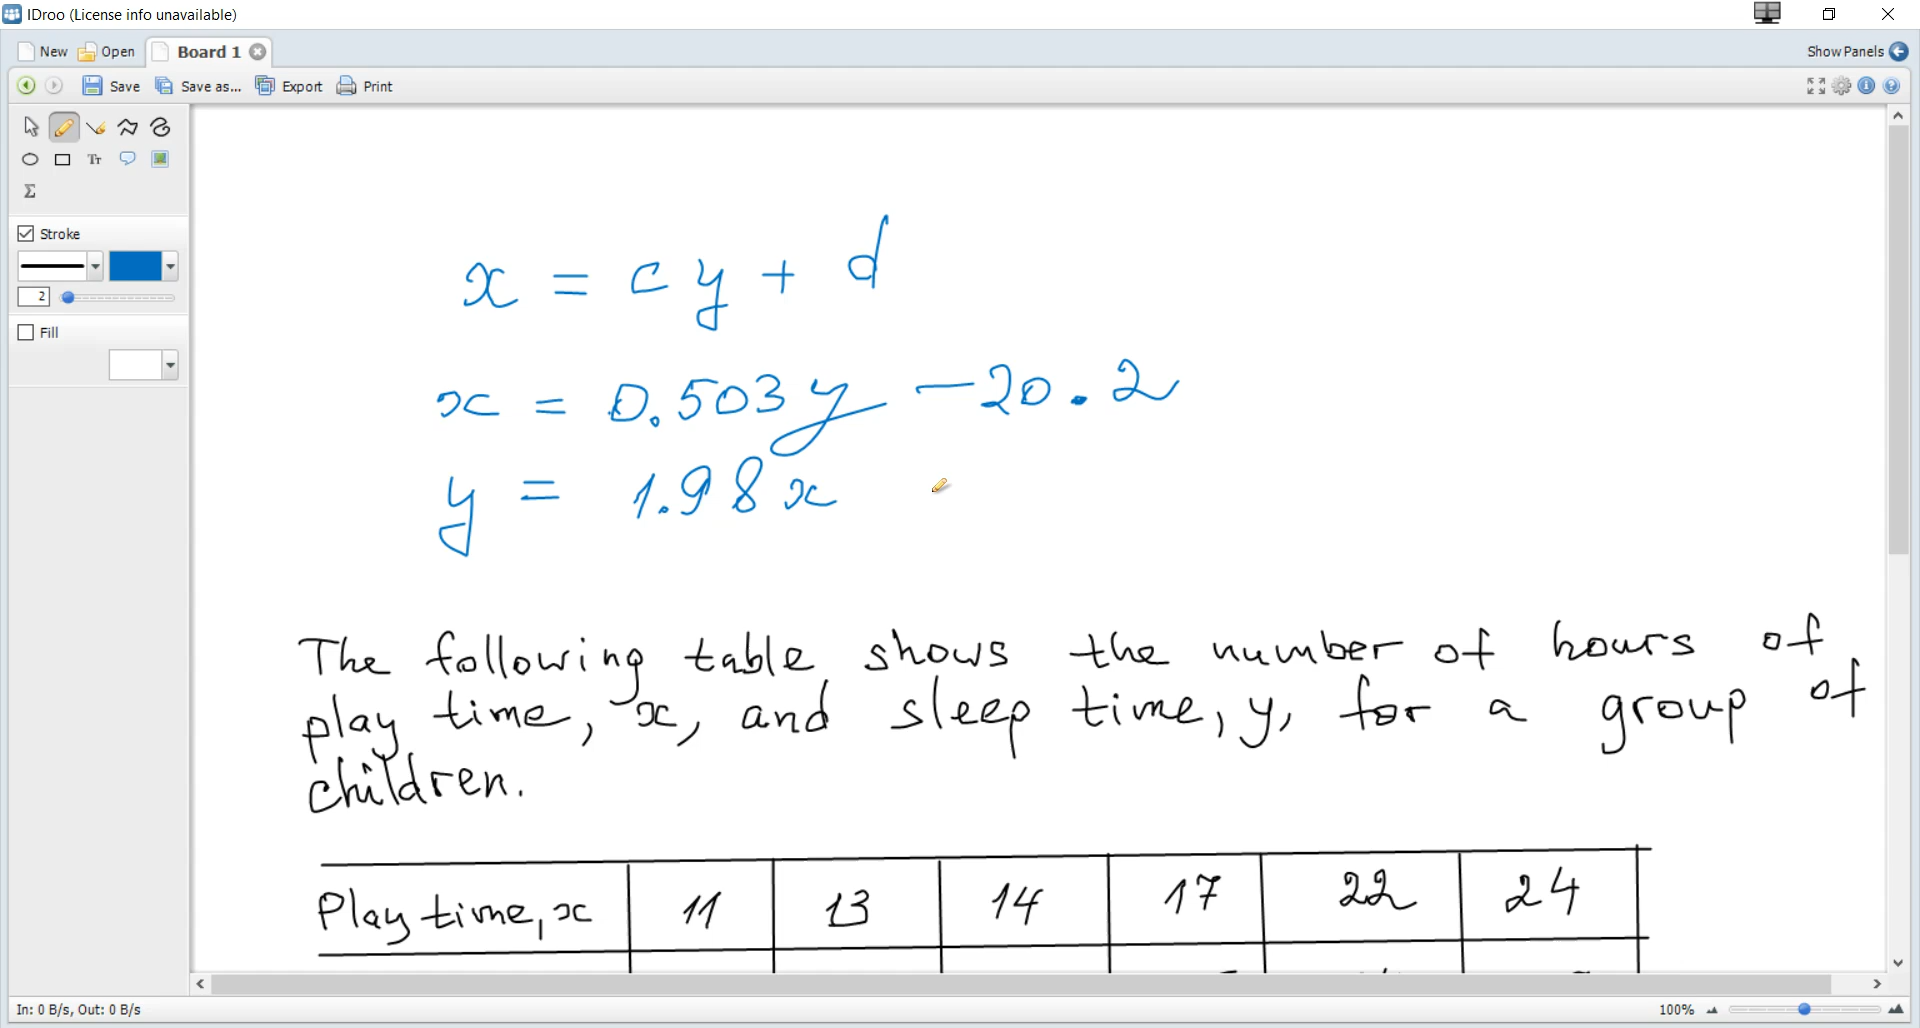 IDroo (License info unavailable)
New Open Board 1 Show Panels
Save Save as... Export Print
Tt
Σ
Stroke
2
Fill
x = cy + d
x = 0.503y - 20.2
y = 1.98x
The following table shows the number of hours of
play time, x, and sleep time, y, for a group of
children.
Play time, x 11 13 14 17 22 24
In: 0 B/s, Out: 0 B/s 100%